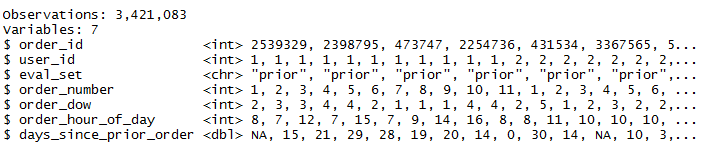 Observations: 3,421,083
Variables: 7
$ order_id               <int> 2539329, 2398795, 473747, 2254736, 431534, 3367565, 5...
$ user_id                <int> 1, 1, 1, 1, 1, 1, 1, 1, 1, 1, 1, 2, 2, 2, 2, 2, 2, 2,...
$ eval_set               <chr> "prior", "prior", "prior", "prior", "prior", "prior",...
$ order_number           <int> 1, 2, 3, 4, 5, 6, 7, 8, 9, 10, 11, 1, 2, 3, 4, 5, 6, ...
$ order_dow              <int> 2, 3, 3, 4, 4, 2, 1, 1, 1, 4, 4, 2, 5, 1, 2, 3, 2, 2,...
$ order_hour_of_day      <int> 8, 7, 12, 7, 15, 7, 9, 14, 16, 8, 8, 11, 10, 10, 10, ...
$ days_since_prior_order <dbl> NA, 15, 21, 29, 28, 19, 20, 14, 0, 30, 14, NA, 10, 3,...